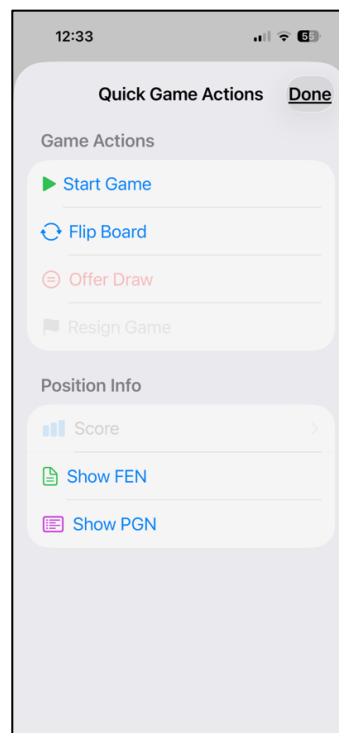 12:33
55
Quick Game Actions Done
Game Actions
Start Game
Flip Board
Offer Draw
Resign Game
Position Info
Score
Show FEN
Show PGN